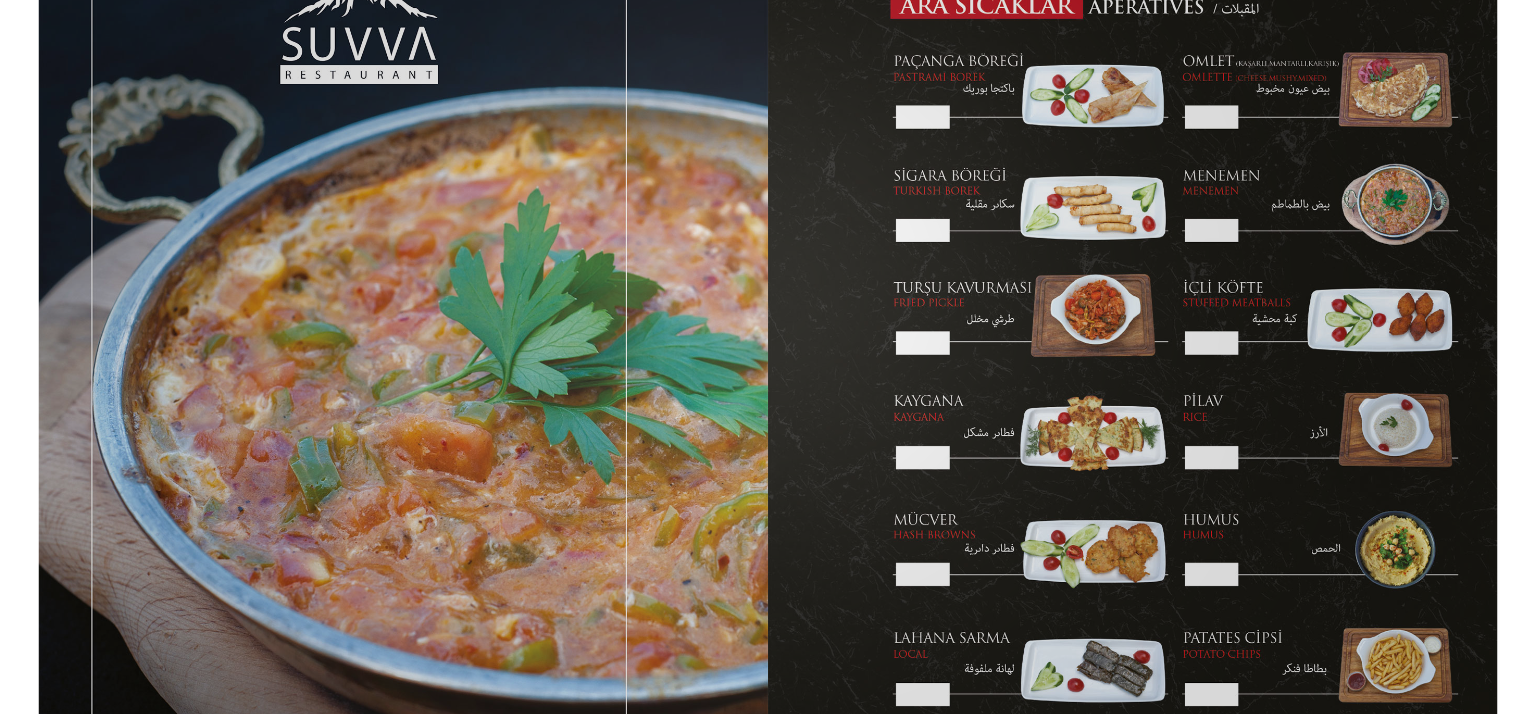 SUVVA
RESTAURANT
ARA SICAKLAR APERATIVES / المقبلات
PAÇANGA BÖREĞİ
PASTRAMİ BOREK
باكتجا بوريك
OMLET (KAŞARLI,MANTARLI,KARIŞIK)
OMLETTE (CHEESE,MUSHY,MIXED)
بيض عيون مخبوط
SİGARA BÖREĞİ
TURKISH BOREK
سكائر مقلية
MENEMEN
MENEMEN
بيض بالطماطم
TURŞU KAVURMASI
FRIED PICKLE
طرشي مخلل
İÇLİ KÖFTE
STUFFED MEATBALLS
كبة محشية
KAYGANA
KAYGANA
فطائر مشكل
PİLAV
RICE
الأرز
MÜCVER
HASH BROWNS
فطائر دائرية
HUMUS
HUMUS
الحمص
LAHANA SARMA
LOCAL
لهانة ملفوفة
PATATES CİPSİ
POTATO CHIPS
بطاطا فنكر